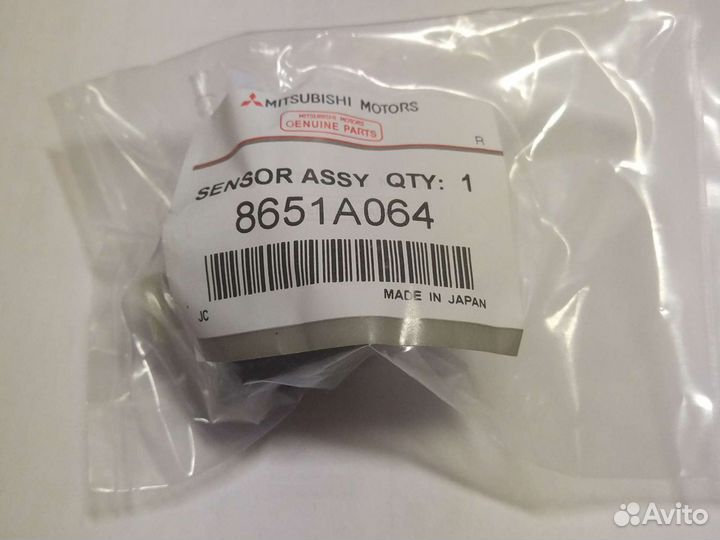 MITSUBISHI MOTORS
MITSUBISHI MOTORS
GENUINE PARTS
R
SENSOR ASSY QTY: 1
8651A064
MADE IN JAPAN
JC
Avito